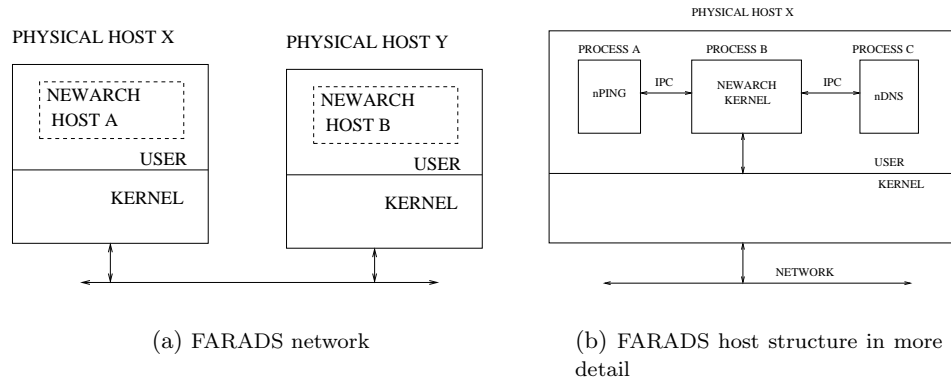 PHYSICAL HOST X
NEWARCH
HOST A
USER
KERNEL
PHYSICAL HOST Y
NEWARCH
HOST B
USER
KERNEL
(a) FARADS network
PHYSICAL HOST X
PROCESS A
PROCESS B
PROCESS C
nPING
IPC
NEWARCH
KERNEL
IPC
nDNS
USER
KERNEL
NETWORK
(b) FARADS host structure in more
detail